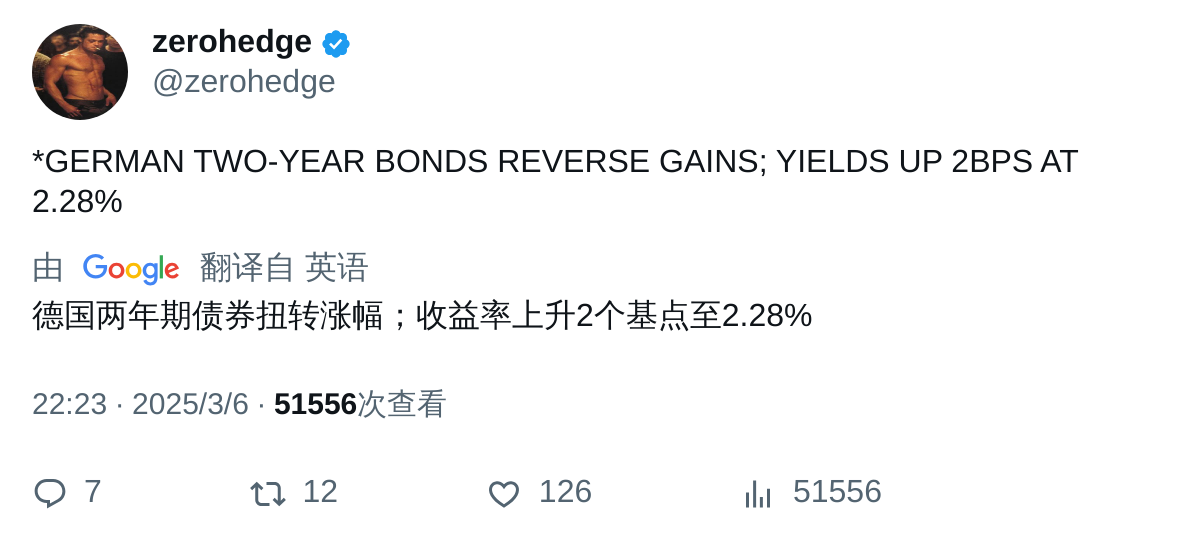 zerohedge
@zerohedge
*GERMAN TWO-YEAR BONDS REVERSE GAINS; YIELDS UP 2BPS AT
2.28%
由 Google 翻译自 英语
德国两年期债券扭转涨幅；收益率上升2个基点至2.28%
22:23 · 2025/3/6 · 51556次查看
7 12 126 51556